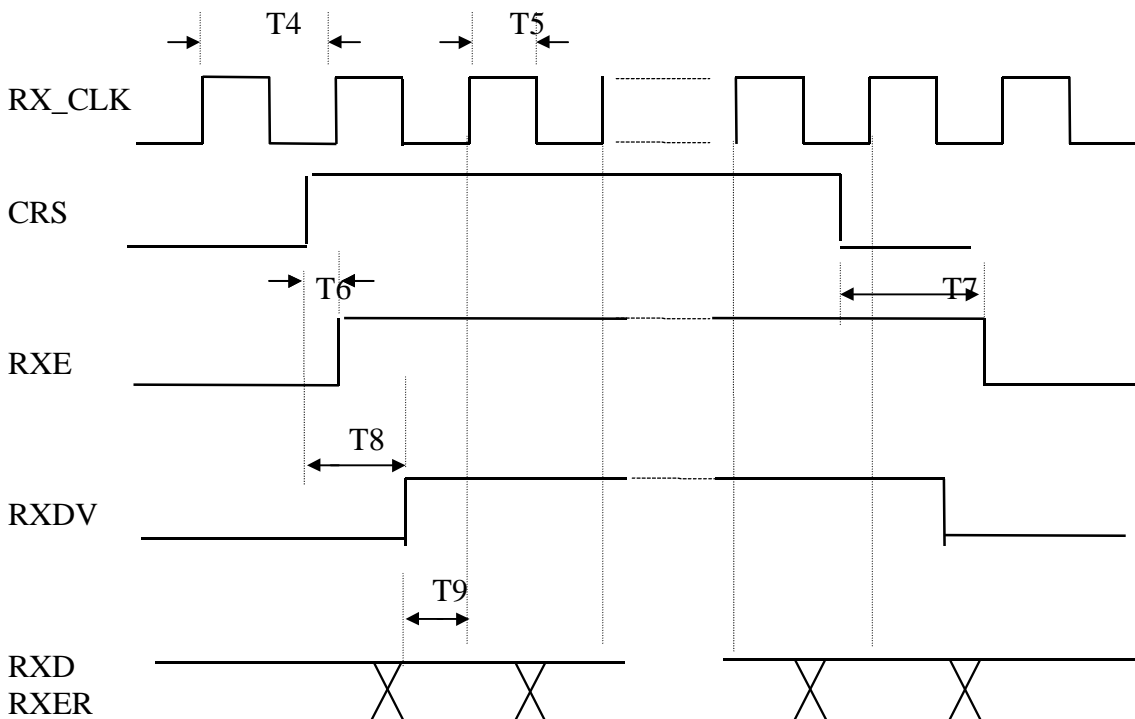 T4 T5
RX_CLK
CRS
T6 T7
RXE
T8
RXDV
T9
RXD
RXER